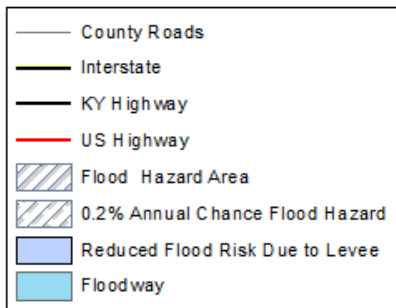 County Roads
Interstate
KY Highway
US Highway
Flood Hazard Area
0.2% Annual Chance Flood Hazard
Reduced Flood Risk Due to Levee
Floodway